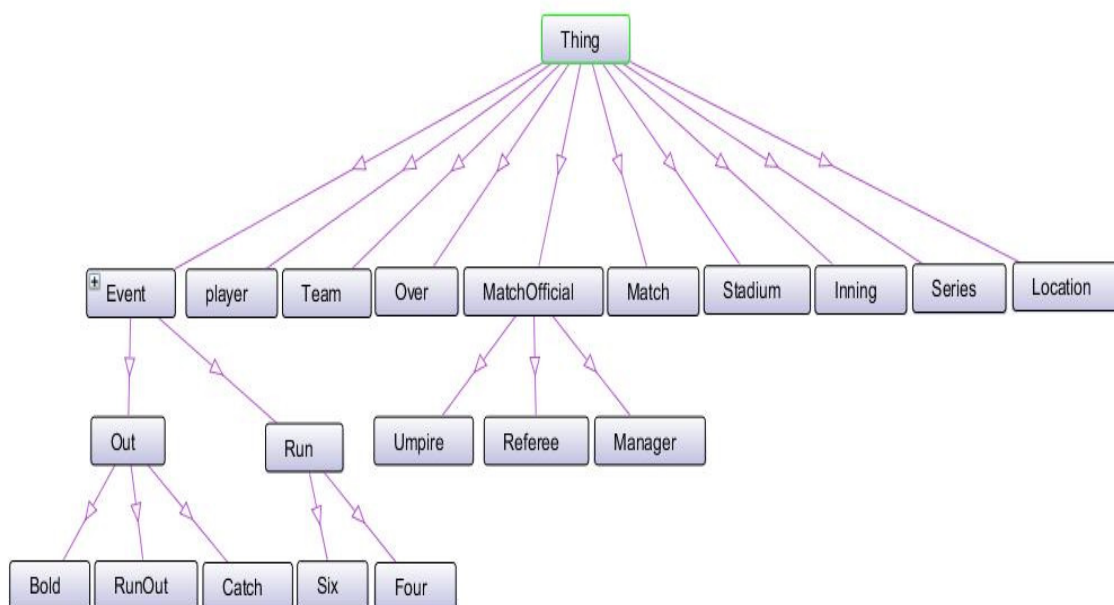 Thing
Event player Team Over MatchOfficial Match Stadium Inning Series Location
Out Run Umpire Referee Manager
Bold RunOut Catch Six Four